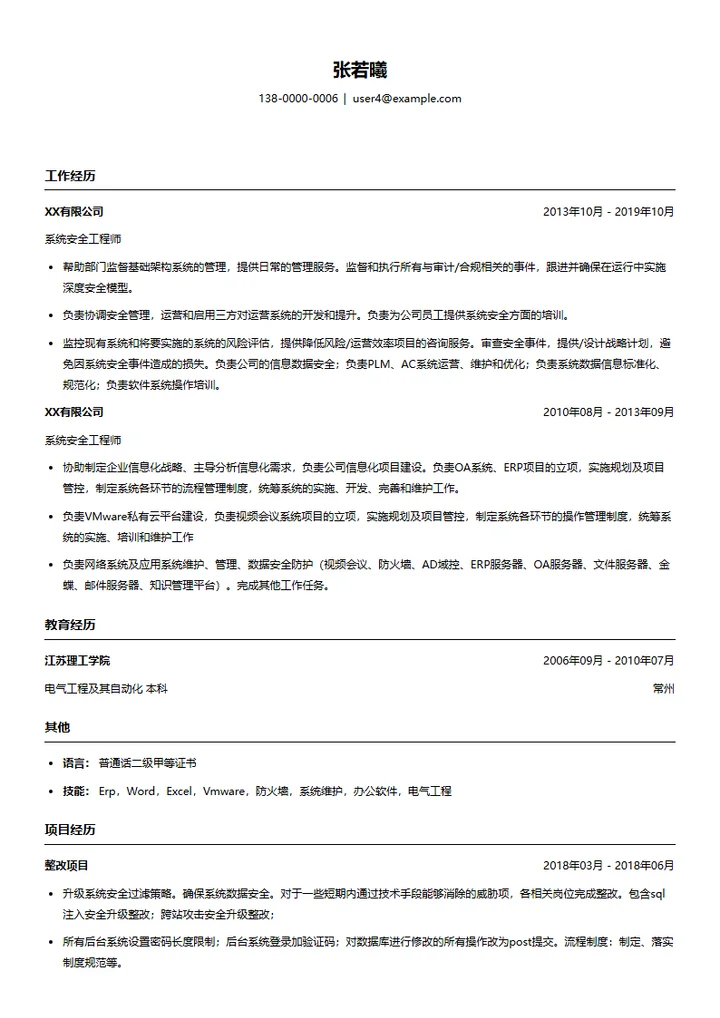 张若曦
138-0000-0006 | user4@example.com
工作经历
XX有限公司 2013年10月 - 2019年10月
系统安全工程师
• 帮助部门监督基础架构系统的管理，提供日常的管理服务。监督和执行所有与审计/合规相关的事件，跟进并确保在运行中实施
深度安全模型。
• 负责协调安全管理，运营和启用三方对运营系统的开发和提升。负责为公司员工提供系统安全方面的培训。
• 监控现有系统和将要实施的系统的风险评估，提供降低风险/运营效率项目的咨询服务。审查安全事件，提供/设计战略计划，避
免因系统安全事件造成的损失。负责公司的信息数据安全；负责PLM、AC系统运营、维护和优化；负责系统数据信息标准化、
规范化；负责软件系统操作培训。
XX有限公司 2010年08月 - 2013年09月
系统安全工程师
• 协助制定企业信息化战略、主导分析信息化需求，负责公司信息化项目建设。负责OA系统、ERP项目的立项，实施规划及项目
管控，制定系统各环节的流程管理制度，统筹系统的实施、开发、完善和维护工作。
• 负责VMware私有云平台建设，负责视频会议系统项目的立项，实施规划及项目管控，制定系统各环节的操作管理制度，统筹系
统的实施、培训和维护工作
• 负责网络系统及应用系统维护、管理、数据安全防护（视频会议、防火墙、AD域控、ERP服务器、OA服务器、文件服务器、金
蝶、邮件服务器、知识管理平台）。完成其他工作任务。
教育经历
江苏理工学院 2006年09月 - 2010年07月
电气工程及其自动化 本科 常州
其他
• 语言： 普通话二级甲等证书
• 技能： Erp，Word，Excel，Vmware，防火墙，系统维护，办公软件，电气工程
项目经历
整改项目 2018年03月 - 2018年06月
• 升级系统安全过滤策略。确保系统数据安全。对于一些短期内通过技术手段能够消除的威胁项，各相关岗位完成整改。包含sql
注入安全升级整改；跨站攻击安全升级整改；
• 所有后台系统设置密码长度限制；后台系统登录加验证码；对数据库进行修改的所有操作改为post提交。流程制度：制定、落实
制度规范等。